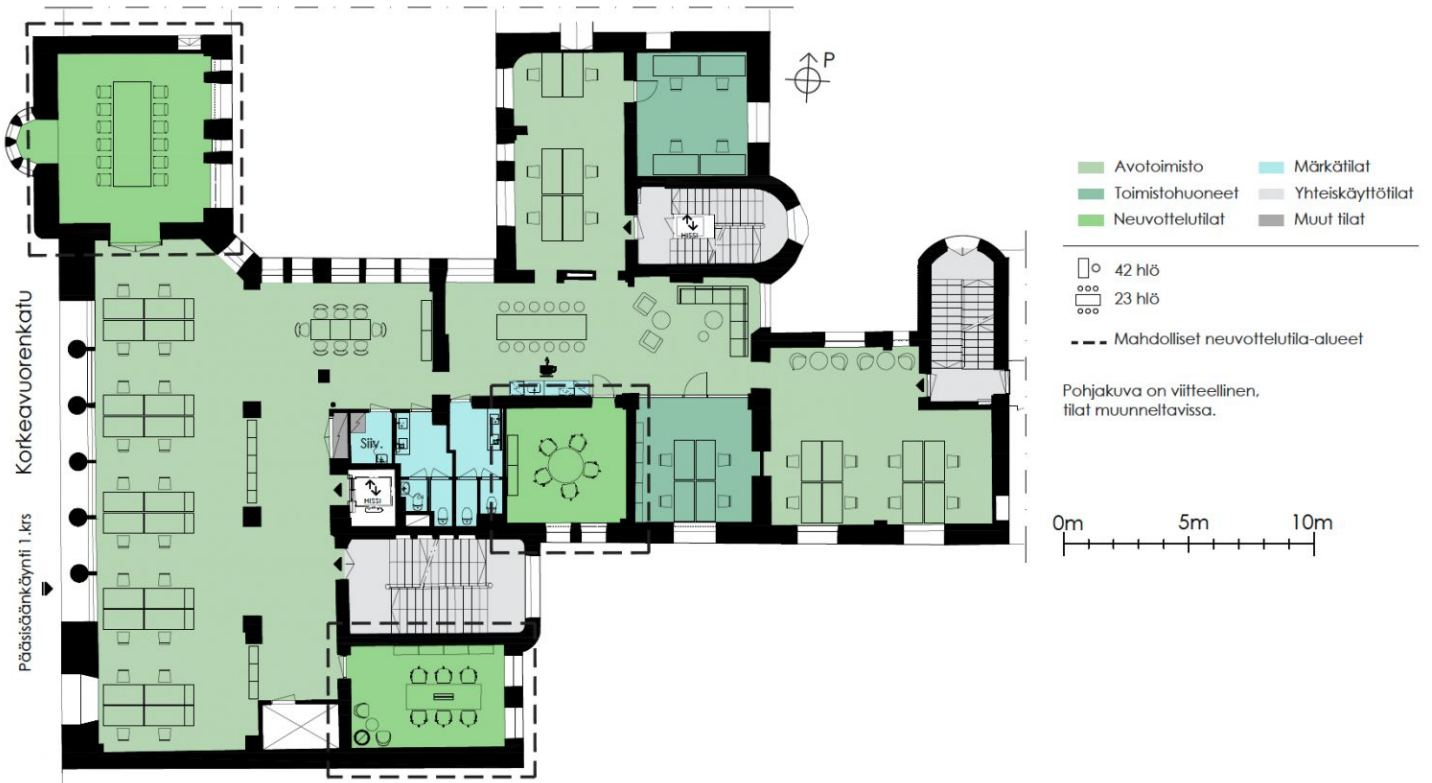 P
Avotoimisto
Toimistohuoneet
Neuvottelutilat
Märkätilat
Yhteiskäyttötilat
Muut tilat
42 hlö
23 hlö
Mahdolliset neuvottelutila-alueet
Pohjakuva on viitteellinen,
tilat muunneltavissa.
0m 5m 10m
Korkeavuorenkatu
Pääsisäänkäynti 1.krs
HISSI
Siiv.
HISSI